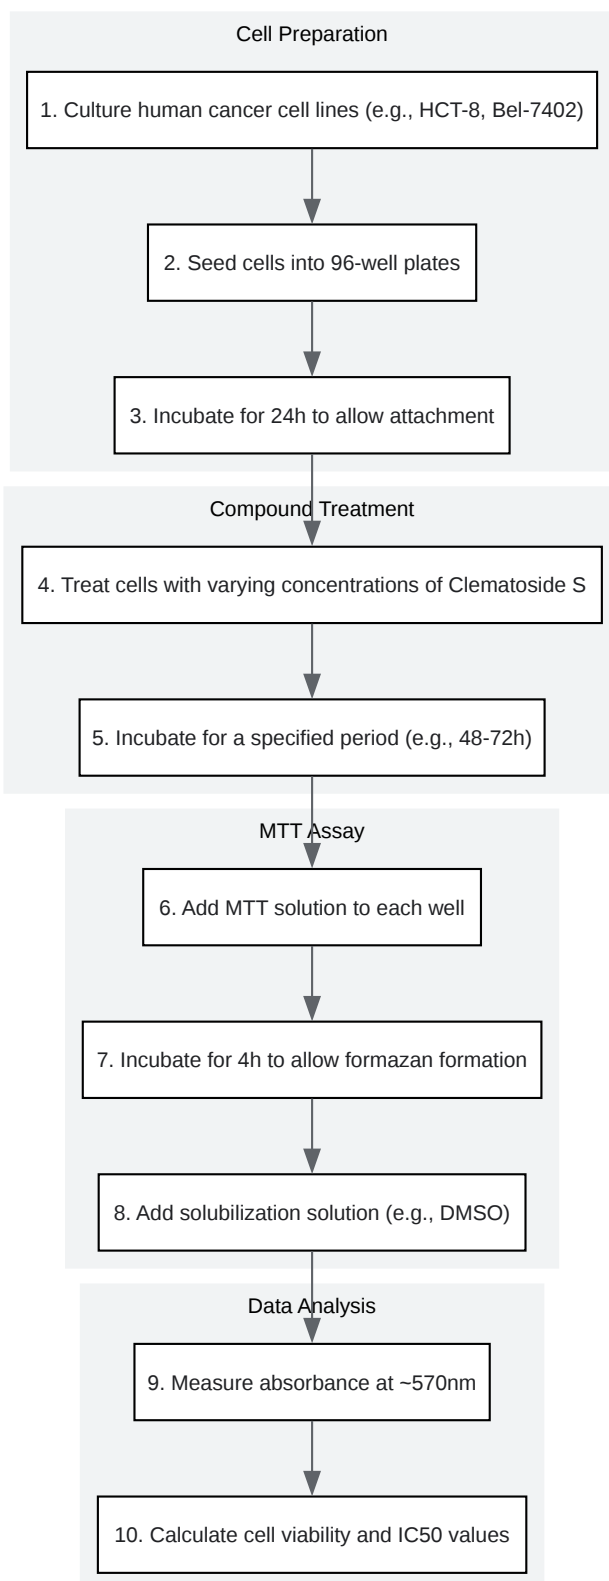 Cell Preparation
1. Culture human cancer cell lines (e.g., HCT-8, Bel-7402)
2. Seed cells into 96-well plates
3. Incubate for 24h to allow attachment
Compound Treatment
4. Treat cells with varying concentrations of Clematoside S
5. Incubate for a specified period (e.g., 48-72h)
MTT Assay
6. Add MTT solution to each well
7. Incubate for 4h to allow formazan formation
8. Add solubilization solution (e.g., DMSO)
Data Analysis
9. Measure absorbance at ~570nm
10. Calculate cell viability and IC50 values